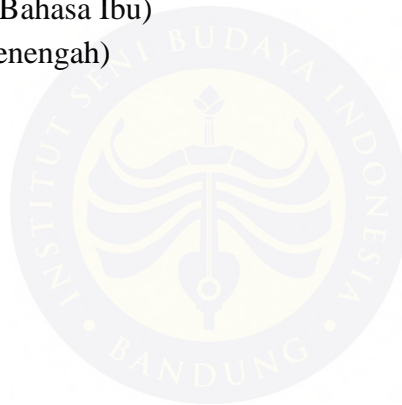 Bahasa Ibu)
enengah)
INSTITUT SENI BUDAYA INDONESIA
• BANDUNG •